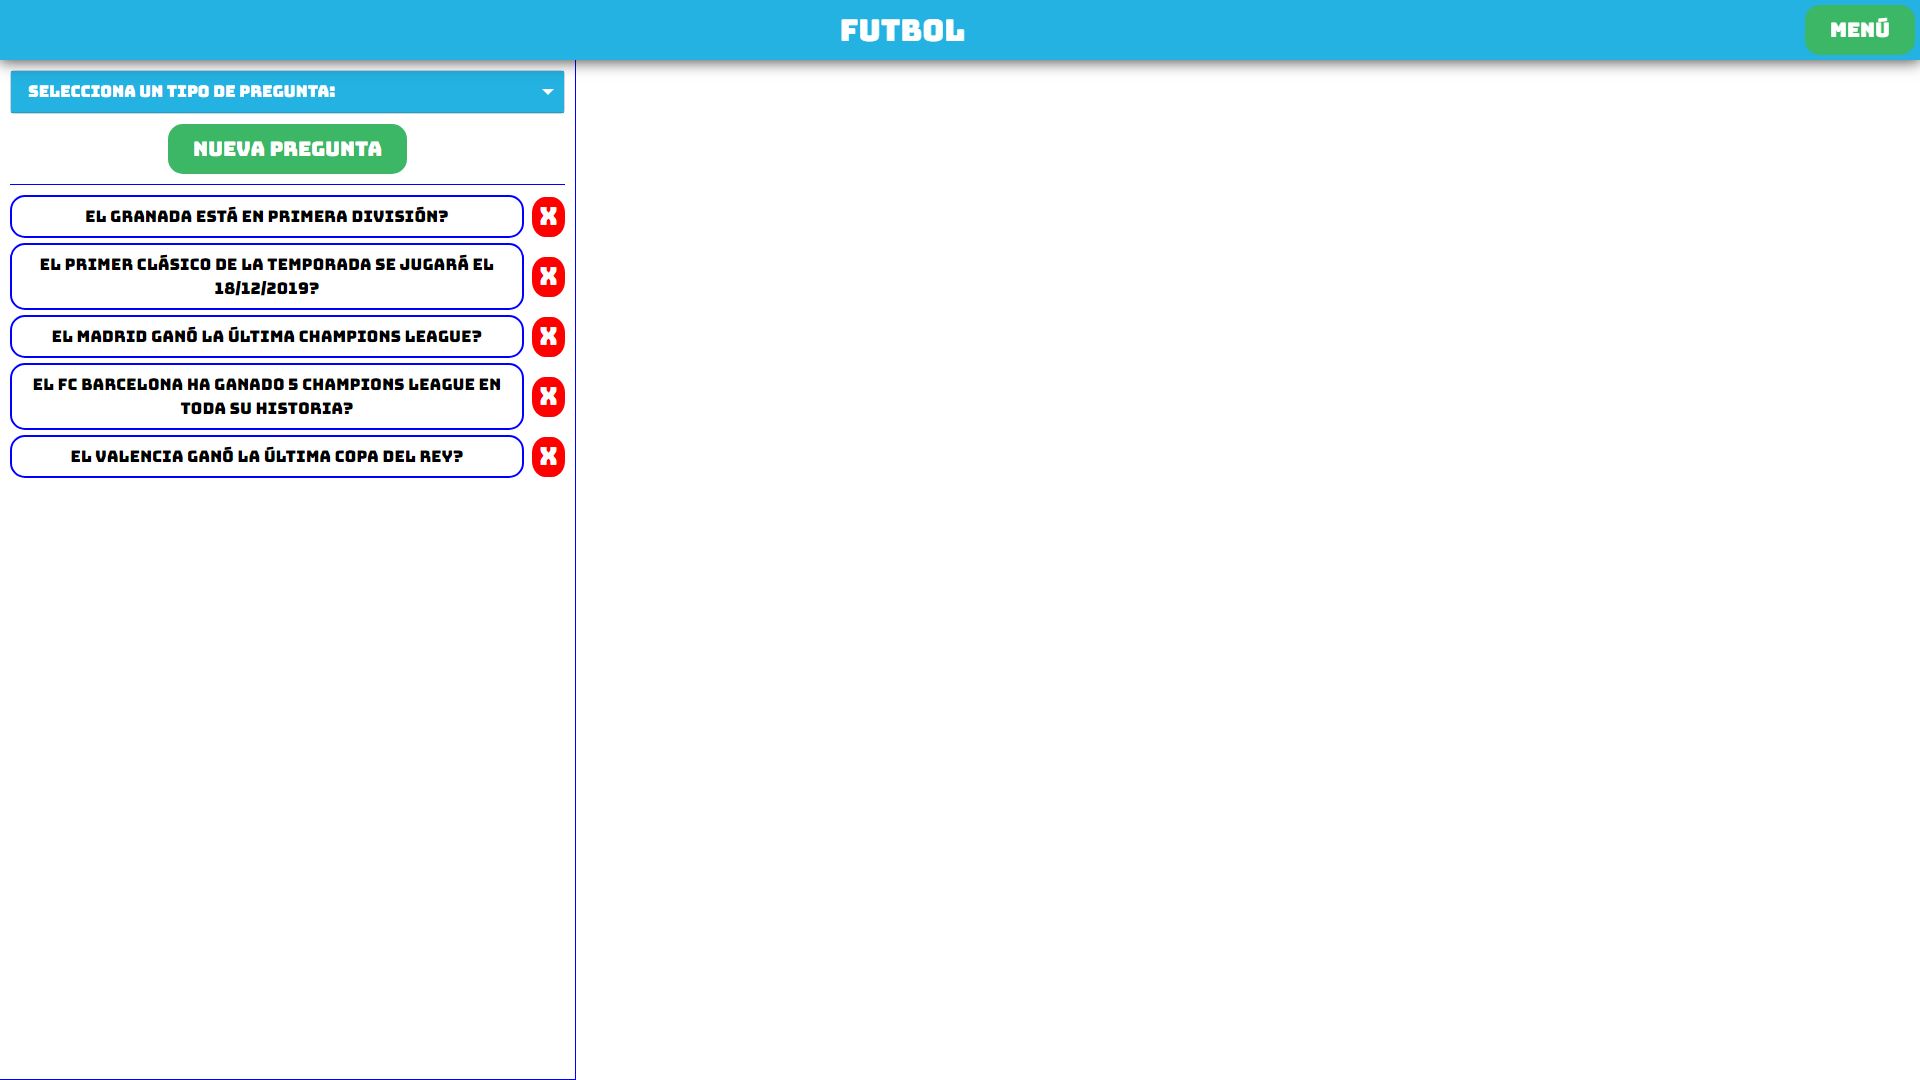 FUTBOL
MENÚ
SELECCIONA UN TIPO DE PREGUNTA:
NUEVA PREGUNTA
EL GRANADA ESTÁ EN PRIMERA DIVISIÓN?
X
EL PRIMER CLÁSICO DE LA TEMPORADA SE JUGARÁ EL
18/12/2019?
X
EL MADRID GANÓ LA ÚLTIMA CHAMPIONS LEAGUE?
X
EL FC BARCELONA HA GANADO 5 CHAMPIONS LEAGUE EN
TODA SU HISTORIA?
X
EL VALENCIA GANÓ LA ÚLTIMA COPA DEL REY?
X